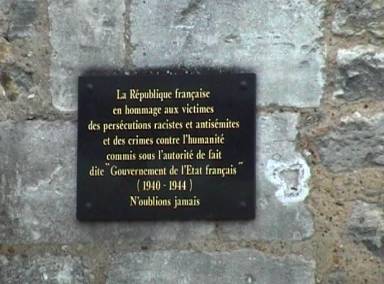 La République française
en hommage aux victimes
des persécutions racistes et antisémites
et des crimes contre l'humanité
commis sous l'autorité de fait
dite "Gouvernement de l'Etat français"
( 1940 - 1944 )
N'oublions jamais